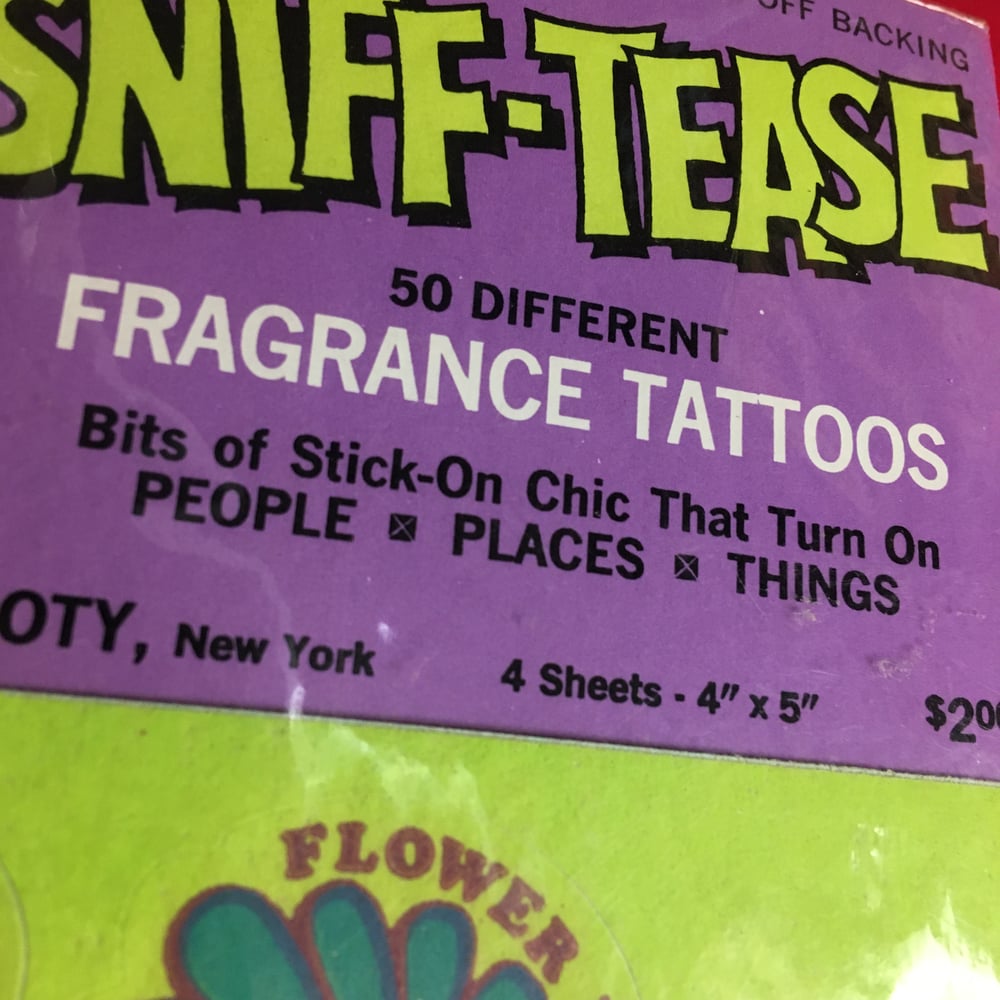 OFF BACKING
SNIFF-TEASE
50 DIFFERENT
FRAGRANCE TATTOOS
Bits of Stick-On Chic That Turn On
PEOPLE PLACES THINGS
OTY, New York 4 Sheets - 4" x 5" $200
FLOWER